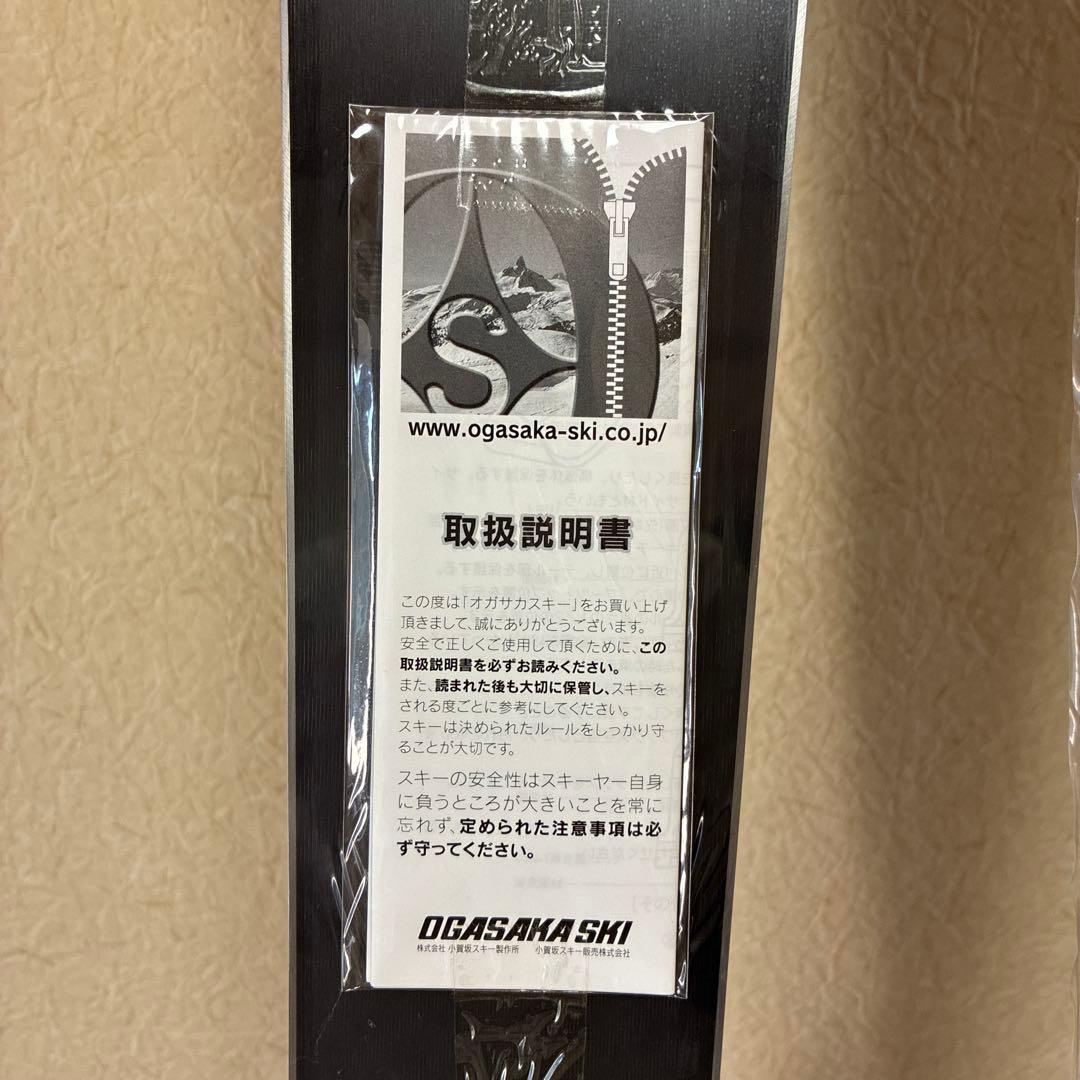 S
www.ogasaka-ski.co.jp/
取扱説明書
この度は「オガサカスキー」をお買い上げ
頂きまして、誠にありがとうございます。
安全で正しくご使用して頂くために、この
取扱説明書を必ずお読みください。
また、読まれた後も大切に保管し、スキーを
される度ごとに参考にしてください。
スキーは決められたルールをしっかり守
ることが大切です。
スキーの安全性はスキーヤー自身
に負うところが大きいことを常に
忘れず、定められた注意事項は必
ず守ってください。
OGASAKA SKI
株式会社 小賀坂スキー製作所 小賀坂スキー販売株式会社